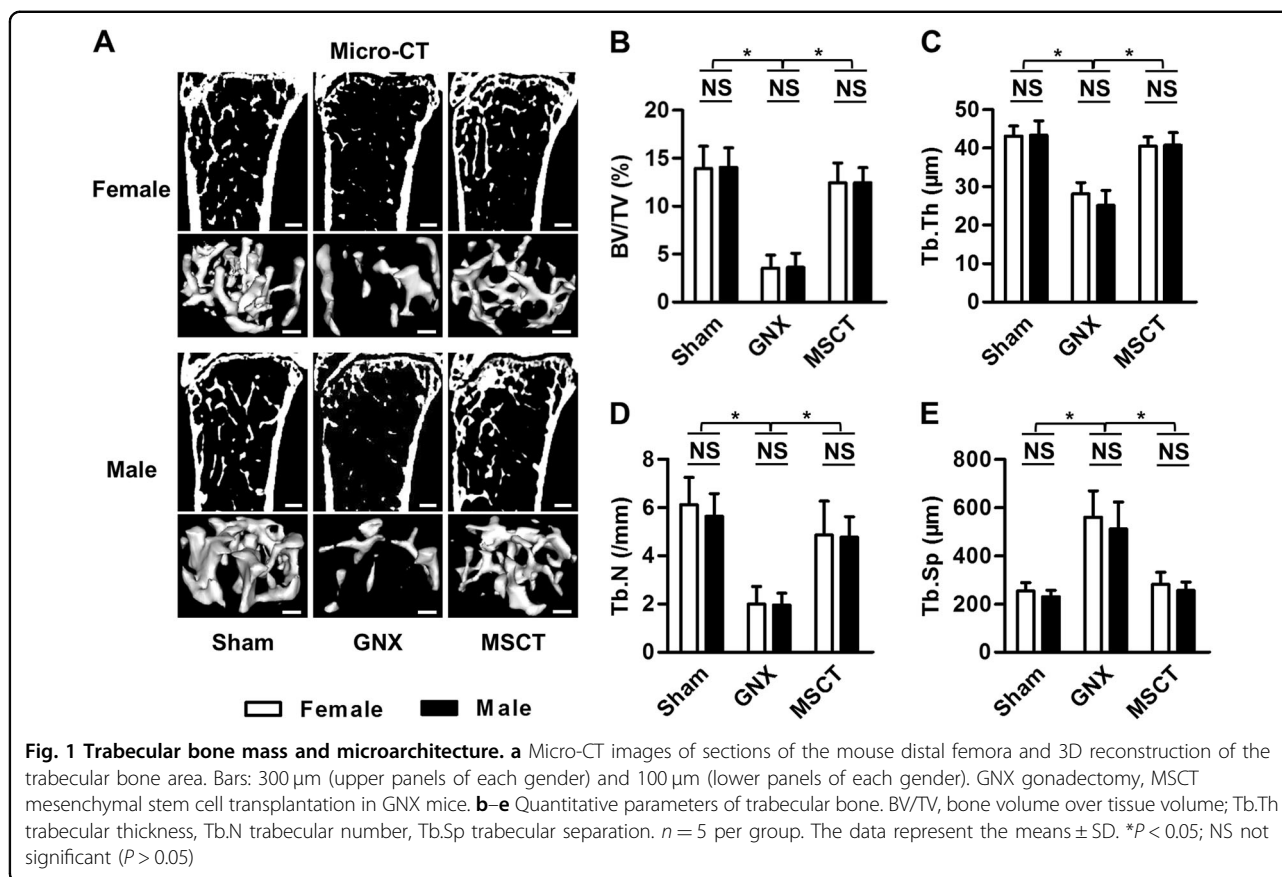 A
Micro-CT
Female
Male
Sham GNX MSCT
Female Male
B
* *
NS NS NS
BV/TV (%)
20
15
10
5
0
Sham GNX MSCT
C
* *
NS NS NS
Tb.Th (µm)
50
40
30
20
10
0
Sham GNX MSCT
D
* *
NS NS NS
Tb.N (/mm)
8
6
4
2
0
Sham GNX MSCT
E
* *
NS NS NS
Tb.Sp (µm)
800
600
400
200
0
Sham GNX MSCT
Fig. 1 Trabecular bone mass and microarchitecture. a Micro-CT images of sections of the mouse distal femora and 3D reconstruction of the
trabecular bone area. Bars: 300 µm (upper panels of each gender) and 100 µm (lower panels of each gender). GNX gonadectomy, MSCT
mesenchymal stem cell transplantation in GNX mice. b–e Quantitative parameters of trabecular bone. BV/TV, bone volume over tissue volume; Tb.Th
trabecular thickness, Tb.N trabecular number, Tb.Sp trabecular separation. n = 5 per group. The data represent the means ± SD. *P < 0.05; NS not
significant (P > 0.05)